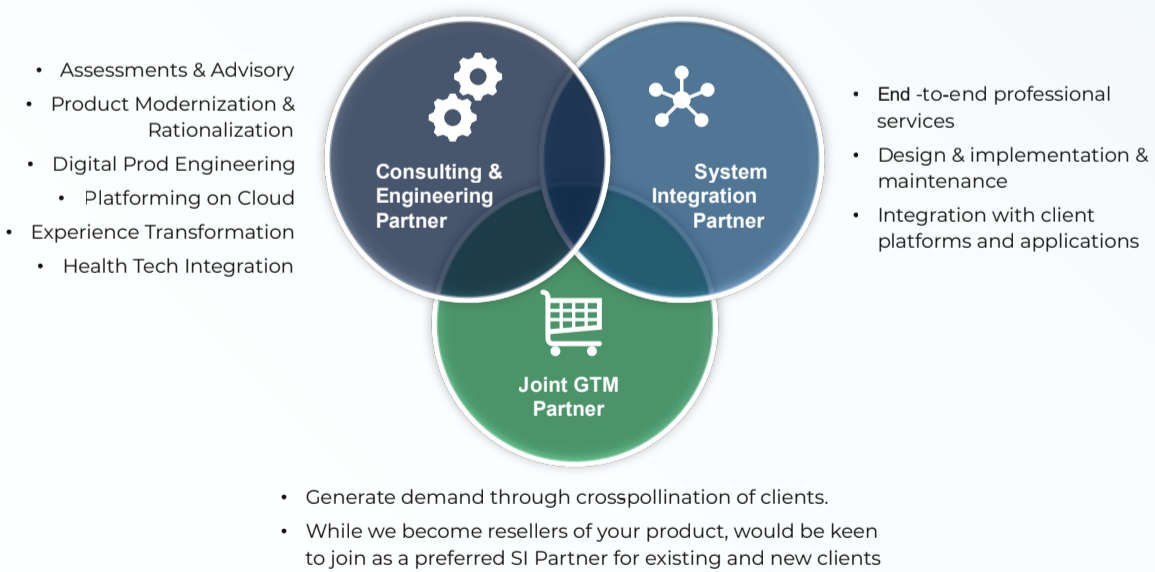 • Assessments & Advisory
• Product Modernization &
Rationalization
• Digital Prod Engineering
• Platforming on Cloud
• Experience Transformation
• Health Tech Integration
Consulting &
Engineering
Partner
System
Integration
Partner
• End -to-end professional
services
• Design & implementation &
maintenance
• Integration with client
platforms and applications
Joint GTM
Partner
• Generate demand through cross-pollination of clients.
• While we become resellers of your product, would be keen
to join as a preferred SI Partner for existing and new clients